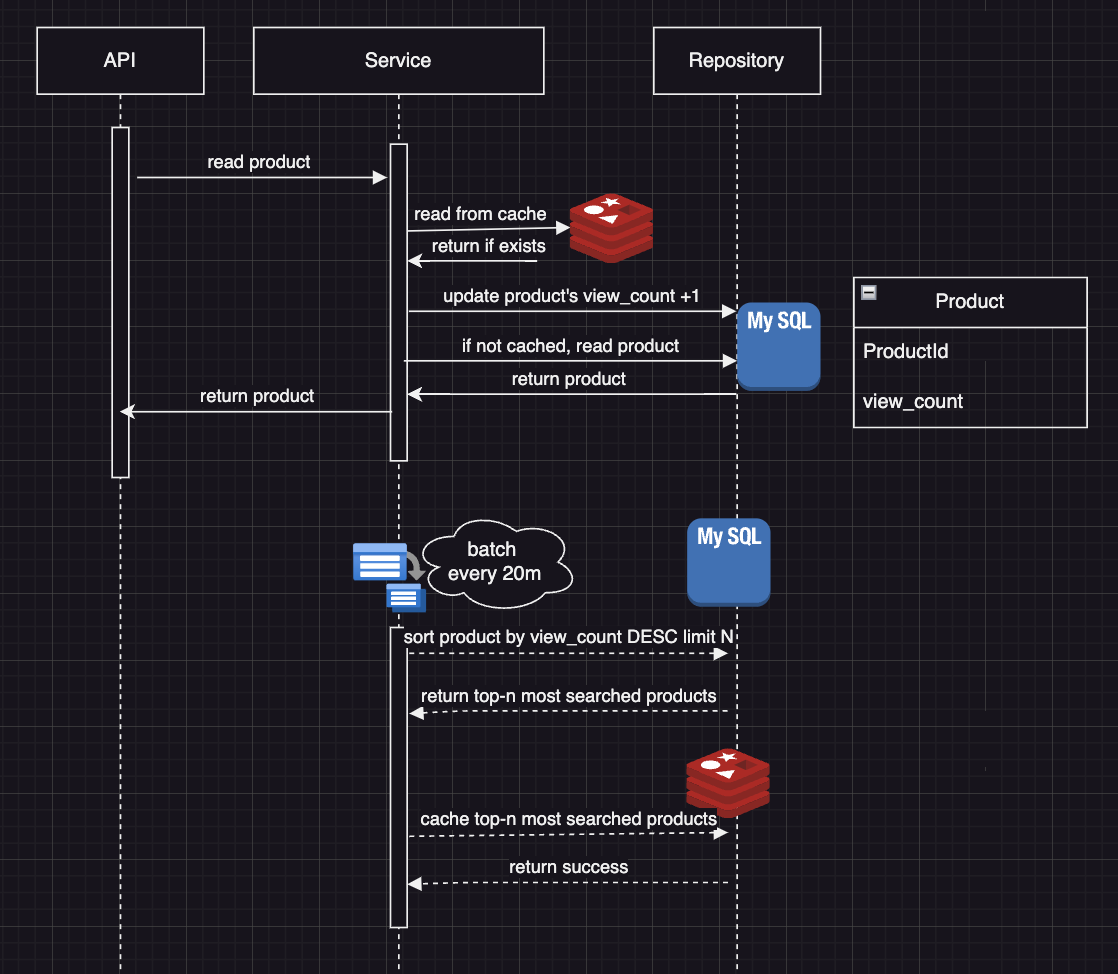 API
Service
Repository
read product
read from cache
return if exists
update product's view_count +1
My SQL
if not cached, read product
return product
return product
Product
ProductId
view_count
batch
every 20m
My SQL
sort product by view_count DESC limit N
return top-n most searched products
cache top-n most searched products
return success